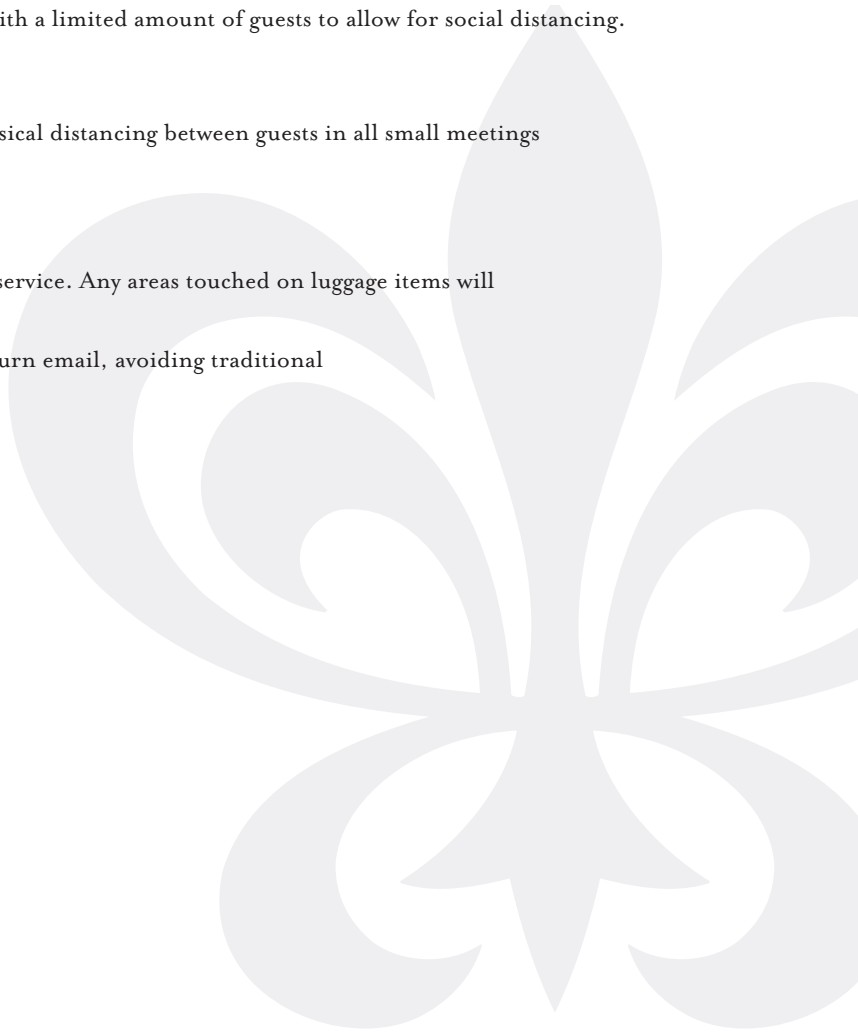 with a limited amount of guests to allow for social distancing.
sical distancing between guests in all small meetings
service. Any areas touched on luggage items will
urn email, avoiding traditional